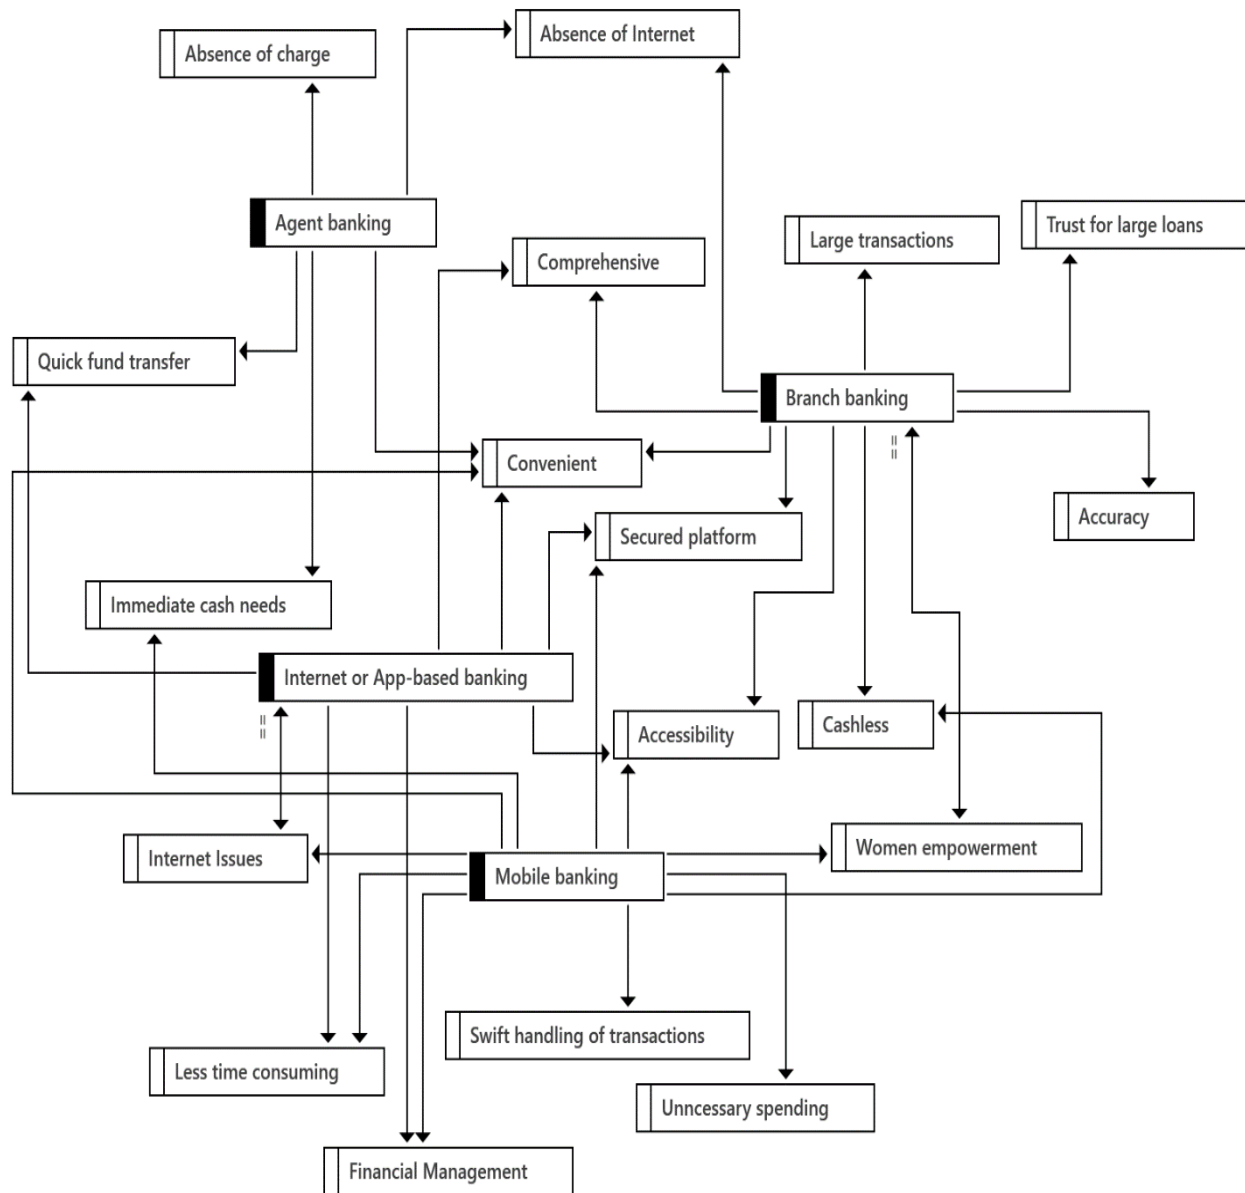 Absence of Internet
Absence of charge
Agent banking
Trust for large loans
Large transactions
Comprehensive
Quick fund transfer
Branch banking
=
=
Convenient
Accuracy
Secured platform
Immediate cash needs
Internet or App-based banking
=
=
Accessibility
Cashless
Women empowerment
Internet Issues
Mobile banking
Swift handling of transactions
Less time consuming
Unncessary spending
Financial Management